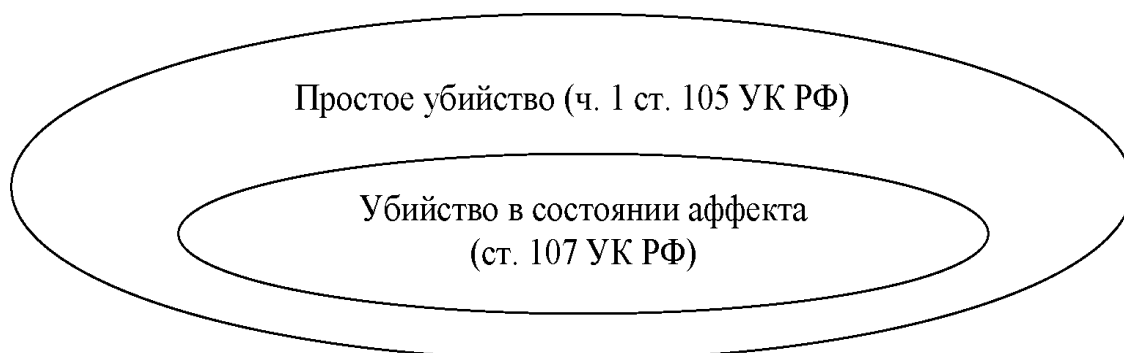 Простое убийство (ч. 1 ст. 105 УК РФ)
Убийство в состоянии аффекта
(ст. 107 УК РФ)